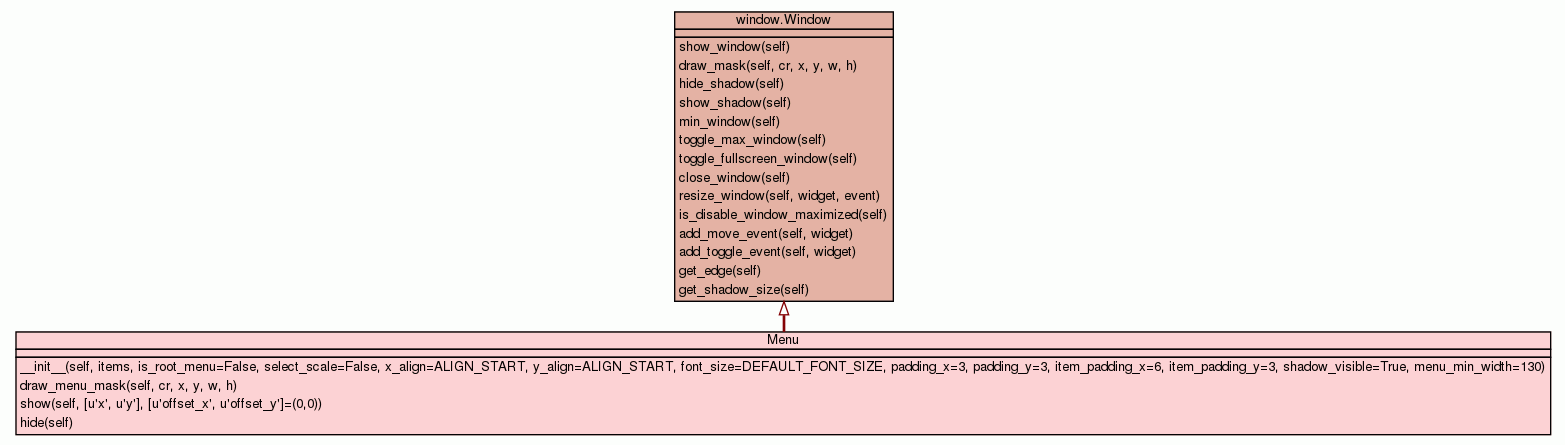 window.Window
show_window(self)
draw_mask(self, cr, x, y, w, h)
hide_shadow(self)
show_shadow(self)
min_window(self)
toggle_max_window(self)
toggle_fullscreen_window(self)
close_window(self)
resize_window(self, widget, event)
is_disable_window_maximized(self)
add_move_event(self, widget)
add_toggle_event(self, widget)
get_edge(self)
get_shadow_size(self)
Menu
__init__(self, items, is_root_menu=False, select_scale=False, x_align=ALIGN_START, y_align=ALIGN_START, font_size=DEFAULT_FONT_SIZE, padding_x=3, padding_y=3, item_padding_x=6, item_padding_y=3, shadow_visible=True, menu_min_width=130)
draw_menu_mask(self, cr, x, y, w, h)
show(self, [u'x', u'y'], [u'offset_x', u'offset_y']=(0,0))
hide(self)